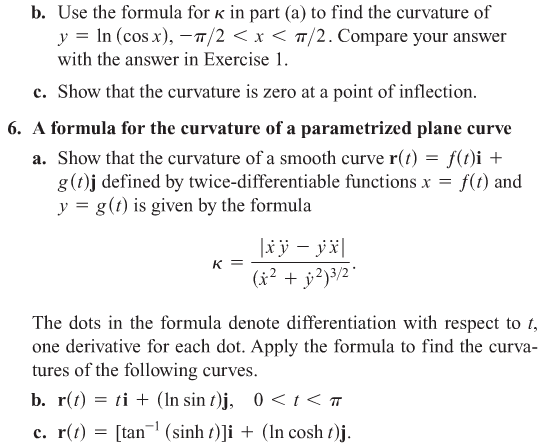 b. Use the formula for κ in part (a) to find the curvature of
y = ln (cos x), −π/2 < x < π/2. Compare your answer
with the answer in Exercise 1.
c. Show that the curvature is zero at a point of inflection.
6. A formula for the curvature of a parametrized plane curve
a. Show that the curvature of a smooth curve r(t) = f(t)i +
g(t)j defined by twice-differentiable functions x = f(t) and
y = g(t) is given by the formula
κ = |ẋÿ − ẏẍ| / (ẋ² + ẏ²)³/².
The dots in the formula denote differentiation with respect to t,
one derivative for each dot. Apply the formula to find the curva-
tures of the following curves.
b. r(t) = ti + (ln sin t)j, 0 < t < π
c. r(t) = [tan⁻¹ (sinh t)]i + (ln cosh t)j.